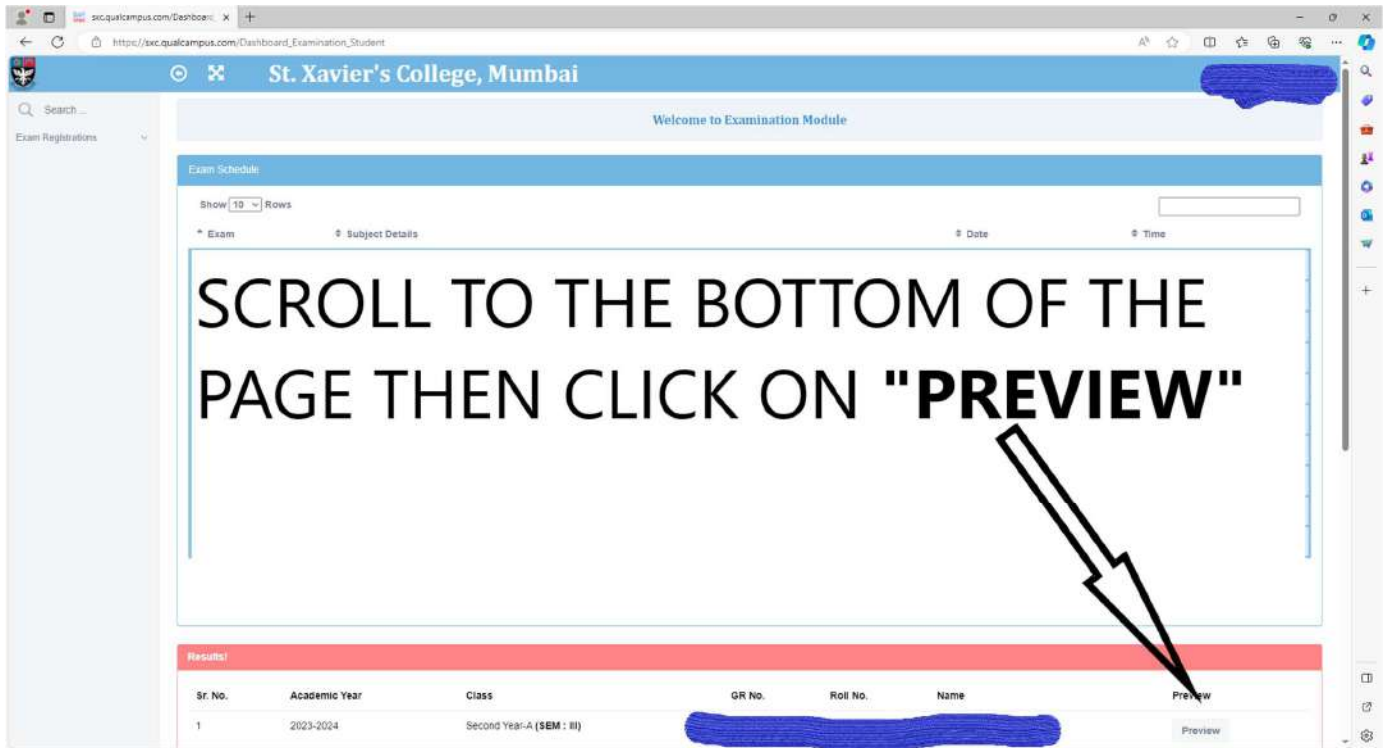 sxc.qualcampus.com/Dashboard_
https://sxc.qualcampus.com/Dashboard_Examination_Student
St. Xavier's College, Mumbai
Search ...
Exam Registrations
Welcome to Examination Module
Exam Schedule
Show 10 Rows
Exam Subject Details Date Time
SCROLL TO THE BOTTOM OF THE
PAGE THEN CLICK ON "PREVIEW"
Results!
Sr. No. Academic Year Class GR No. Roll No. Name Preview
1 2023-2024 Second Year-A (SEM : III) Preview